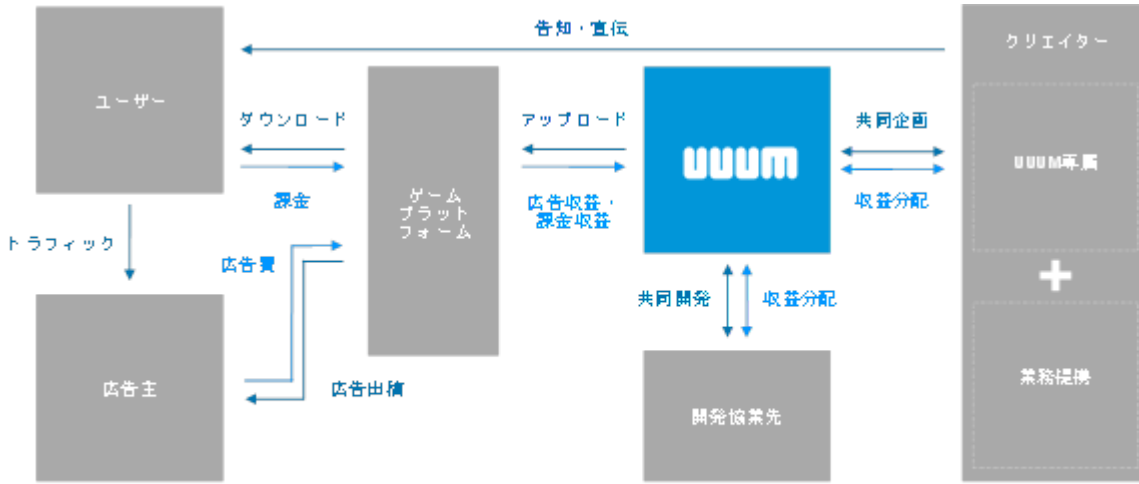 告知・宣伝
クリエイター
ユーザー
ダウンロード
アップロード
共同企画
UUUM
UUUM専属
課金
ゲーム
プラット
フォーム
広告収益・
課金収益
収益分配
トラフィック
広告費
共同開発
収益分配
広告主
広告出稿
開発協業先
業務提携